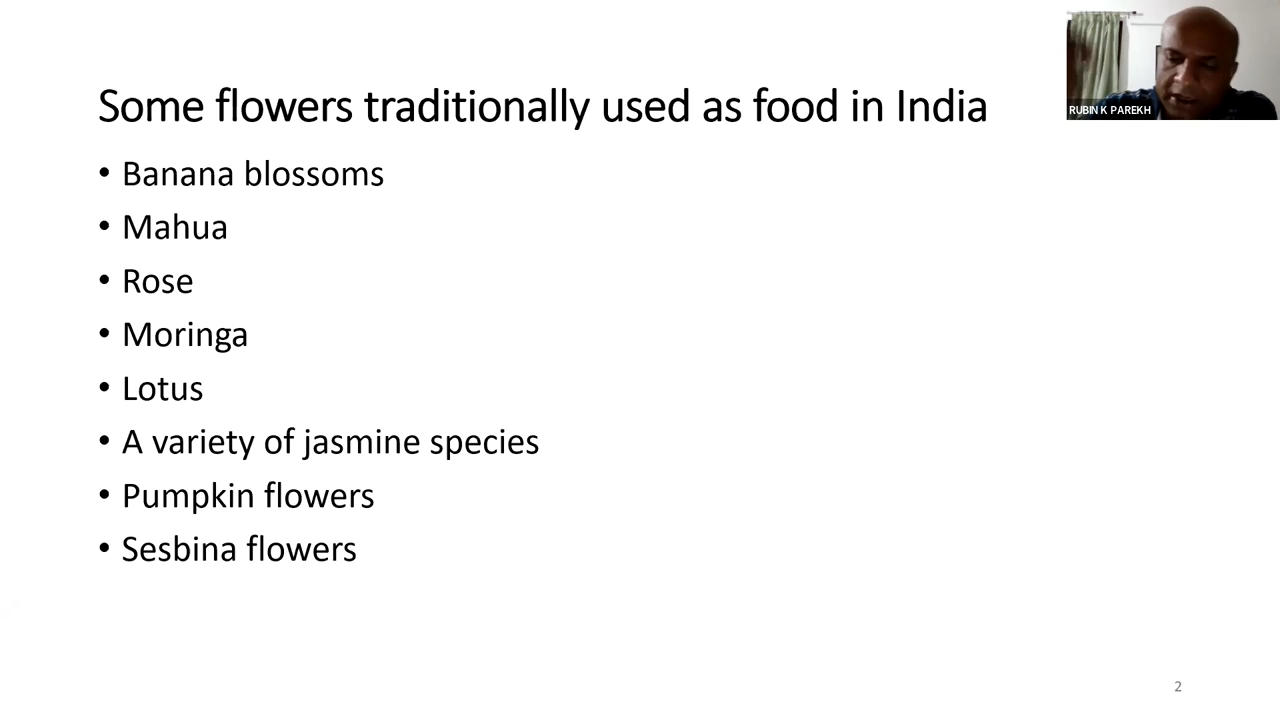 Some flowers traditionally used as food in India
RUBIN K PAREKH
• Banana blossoms
• Mahua
• Rose
• Moringa
• Lotus
• A variety of jasmine species
• Pumpkin flowers
• Sesbina flowers
2